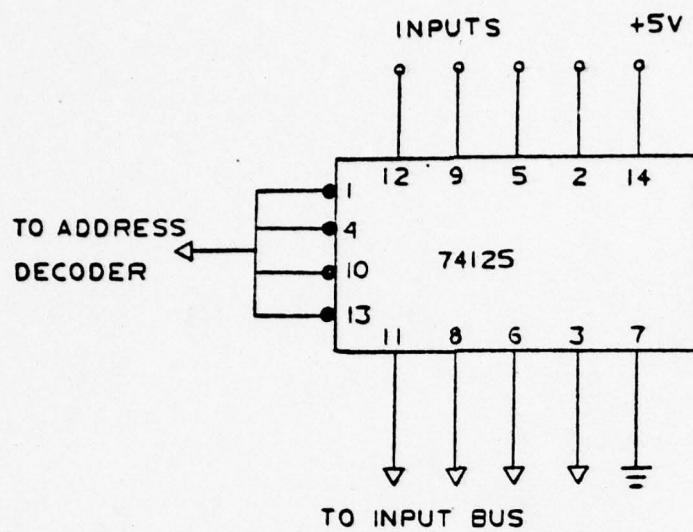 INPUTS +5V
12 9 5 2 14
1
4
10
13
TO ADDRESS
DECODER
74125
11 8 6 3 7
TO INPUT BUS